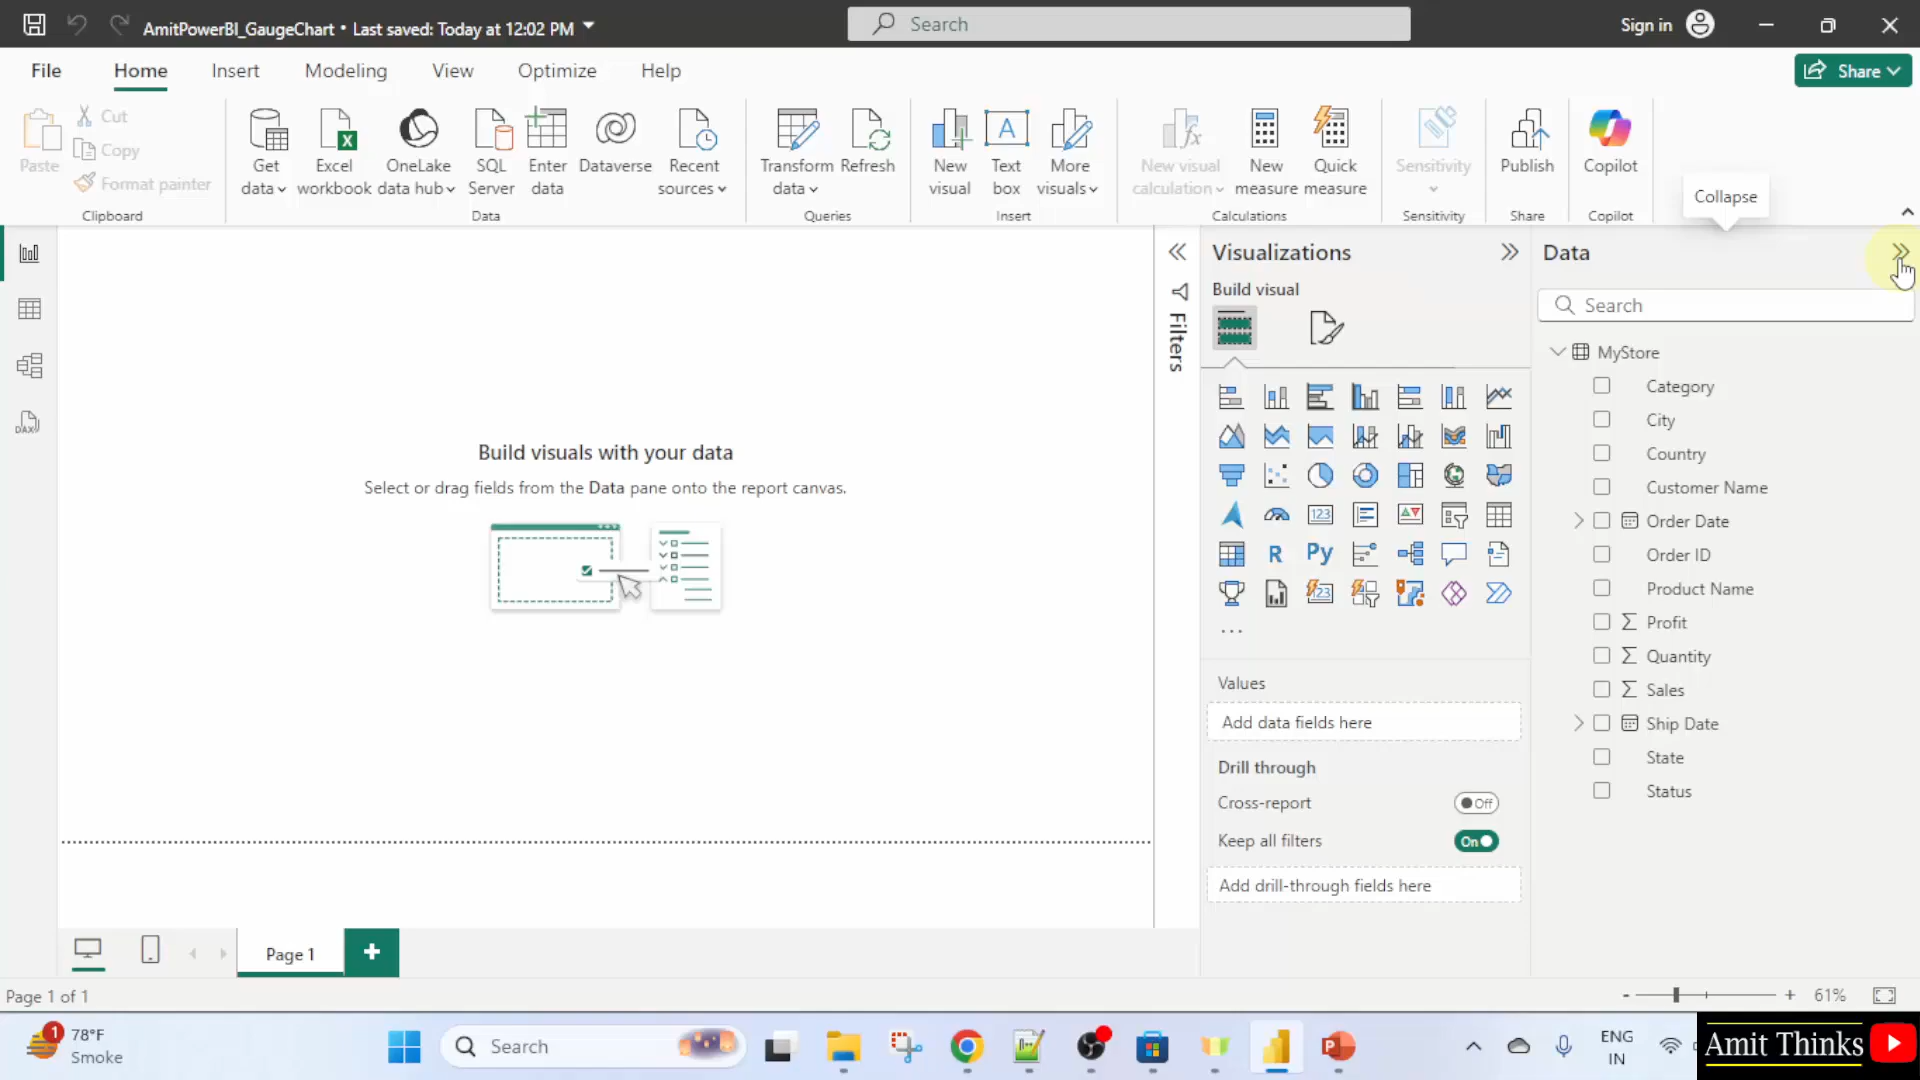 AmitPowerBI_GaugeChart • Last saved: Today at 12:02 PM
Search
Sign in
File
Home
Insert
Modeling
View
Optimize
Help
Share
Paste
Cut
Copy
Format painter
Clipboard
Get data
Excel workbook
OneLake data hub
SQL Server
Enter data
Dataverse
Recent sources
Data
Transform data
Refresh
Queries
New visual
A
Text box
More visuals
Insert
New visual calculation
New measure
Quick measure
Calculations
Sensitivity
Sensitivity
Publish
Share
Copilot
Copilot
Collapse
DAX
Build visuals with your data
Select or drag fields from the Data pane onto the report canvas.
Filters
Visualizations
Build visual
123
R
Py
123
...
Values
Add data fields here
Drill through
Cross-report
Off
Keep all filters
On
Add drill-through fields here
Data
Search
MyStore
Category
City
Country
Customer Name
Order Date
Order ID
Product Name
Σ Profit
Σ Quantity
Σ Sales
Ship Date
State
Status
Page 1
+
Page 1 of 1
- + 61%
1
78°F
Smoke
Search
ENG
IN
Amit Thinks